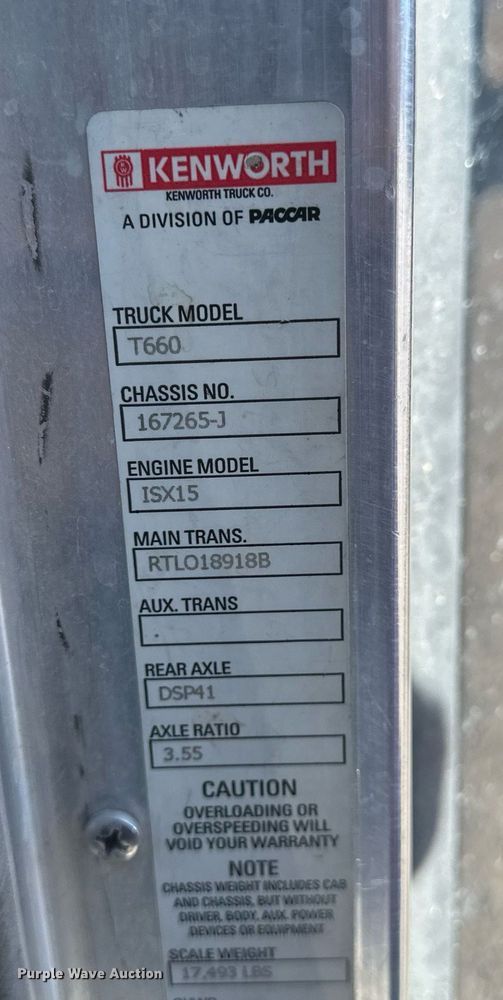 KENWORTH
KENWORTH TRUCK CO.
A DIVISION OF PACCAR
TRUCK MODEL
T660
CHASSIS NO.
167265-J
ENGINE MODEL
ISX15
MAIN TRANS.
RTLO18918B
AUX. TRANS
REAR AXLE
DSP41
AXLE RATIO
3.55
CAUTION
OVERLOADING OR
OVERSPEEDING WILL
VOID YOUR WARRANTY
NOTE
CHASSIS WEIGHT INCLUDES CAB
AND CHASSIS, BUT WITHOUT
DRIVER, BODY, AUX. POWER
DEVICES OR EQUIPMENT
SCALE WEIGHT
17,493 LBS
Purple Wave Auction